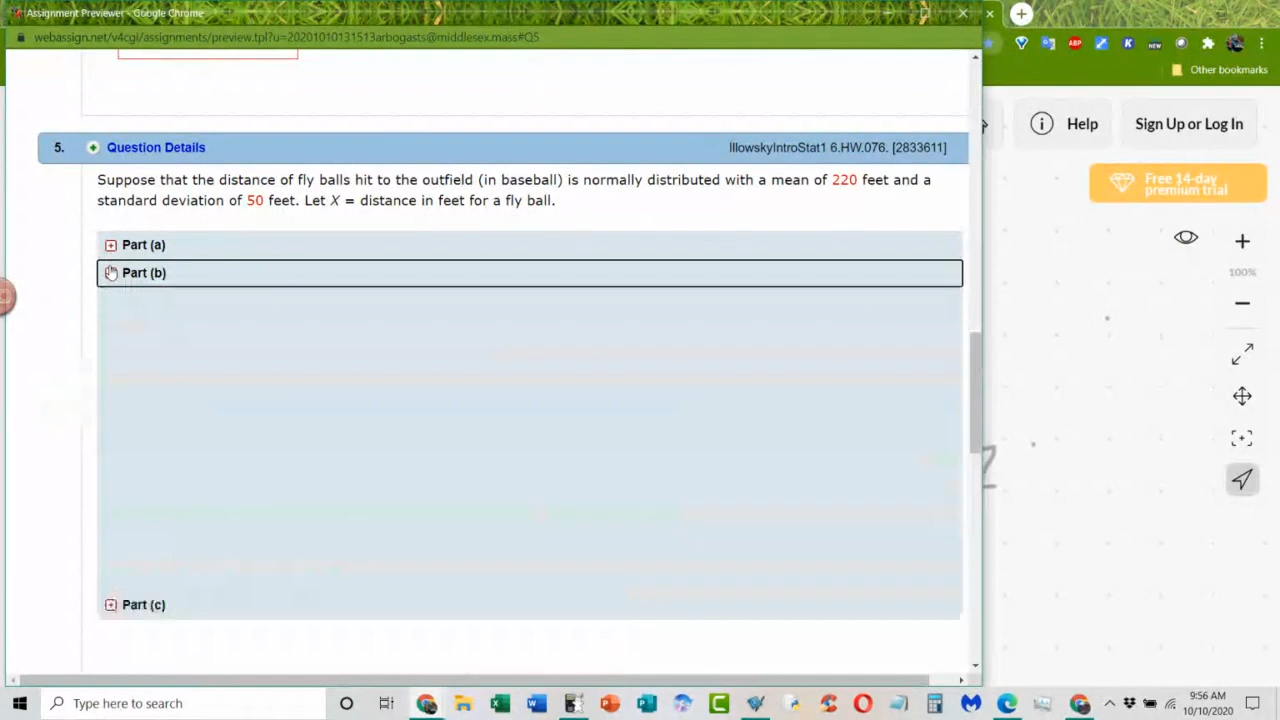 Assignment Previewer - Google Chrome
webassign.net/v4cgi/assignments/preview.tpl?u=20201010131513arbogasts@middlesex.mass#Q5
ABP
NEW
Other bookmarks
Help
Sign Up or Log In
Free 14-day
premium trial
100%
5. Question Details IllowskyIntroStat1 6.HW.076. [2833611]
Suppose that the distance of fly balls hit to the outfield (in baseball) is normally distributed with a mean of 220 feet and a
standard deviation of 50 feet. Let X = distance in feet for a fly ball.
Part (a)
Part (b)
Part (c)
Type here to search
9:56 AM
10/10/2020